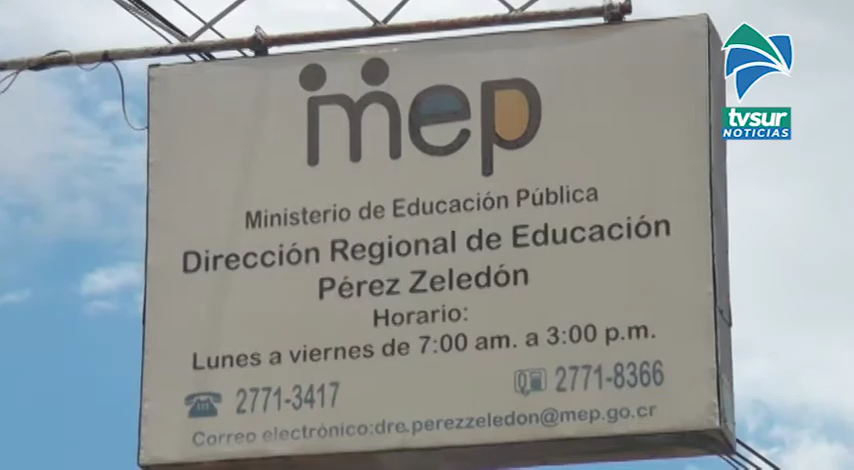 mep
Ministerio de Educación Pública
Dirección Regional de Educación
Pérez Zeledón
Horario:
Lunes a viernes de 7:00 am. a 3:00 p.m.
2771-3417 2771-8366
Correo electrónico:dre.perezzeledon@mep.go.cr
tvsur
NOTICIAS